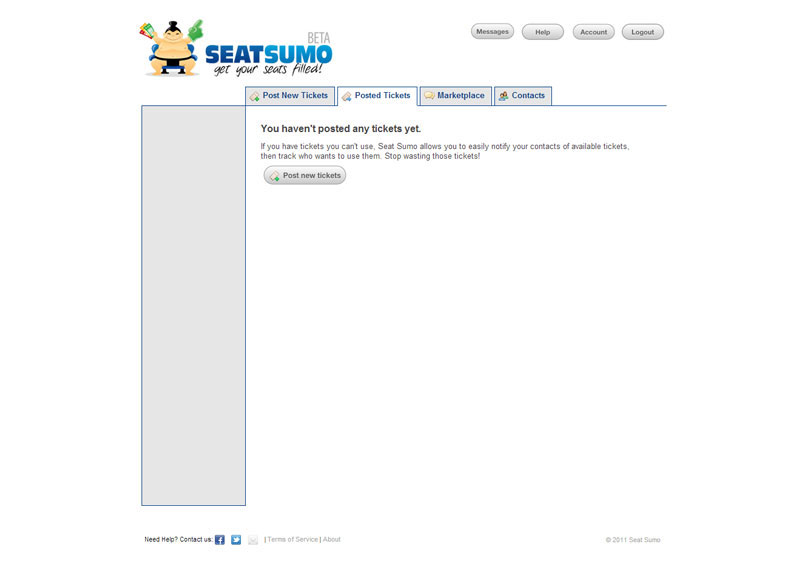 BETA
SEATSUMO
get your seats filled!
Messages Help Account Logout
Post New Tickets Posted Tickets Marketplace Contacts
You haven't posted any tickets yet.
If you have tickets you can't use, Seat Sumo allows you to easily notify your contacts of available tickets,
then track who wants to use them. Stop wasting those tickets!
Post new tickets
Need Help? Contact us: | Terms of Service | About
© 2011 Seat Sumo